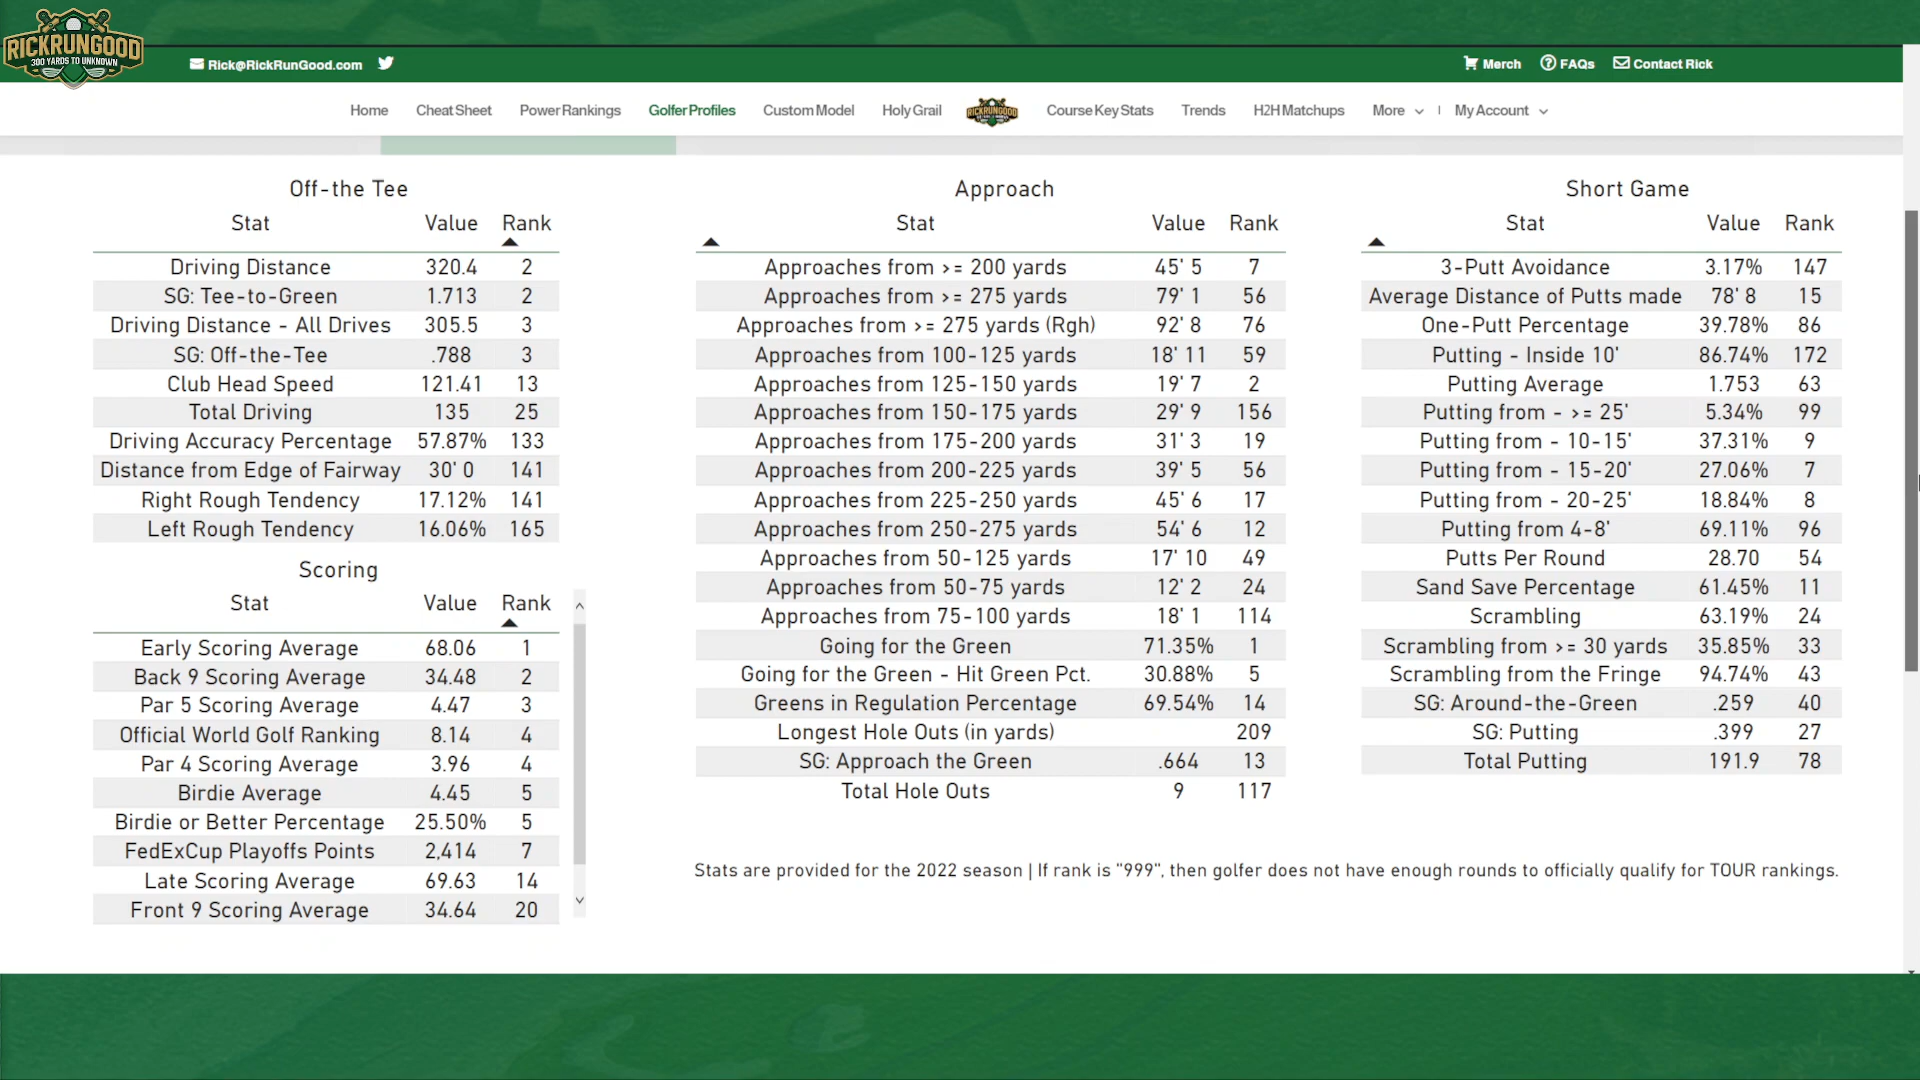 RICKRUNGOOD
300 YARDS TO UNKNOWN
Rick@RickRunGood.com
Merch FAQs Contact Rick
Home Cheat Sheet Power Rankings Golfer Profiles Custom Model Holy Grail RICKRUNGOOD Course Key Stats Trends H2H Matchups More | My Account
Off-the Tee
Stat Value Rank
Driving Distance 320.4 2
SG: Tee-to-Green 1.713 2
Driving Distance - All Drives 305.5 3
SG: Off-the-Tee .788 3
Club Head Speed 121.41 13
Total Driving 135 25
Driving Accuracy Percentage 57.87% 133
Distance from Edge of Fairway 30' 0 141
Right Rough Tendency 17.12% 141
Left Rough Tendency 16.06% 165
Scoring
Stat Value Rank
Early Scoring Average 68.06 1
Back 9 Scoring Average 34.48 2
Par 5 Scoring Average 4.47 3
Official World Golf Ranking 8.14 4
Par 4 Scoring Average 3.96 4
Birdie Average 4.45 5
Birdie or Better Percentage 25.50% 5
FedExCup Playoffs Points 2,414 7
Late Scoring Average 69.63 14
Front 9 Scoring Average 34.64 20
Approach
Stat Value Rank
Approaches from >= 200 yards 45' 5 7
Approaches from >= 275 yards 79' 1 56
Approaches from >= 275 yards (Rgh) 92' 8 76
Approaches from 100-125 yards 18' 11 59
Approaches from 125-150 yards 19' 7 2
Approaches from 150-175 yards 29' 9 156
Approaches from 175-200 yards 31' 3 19
Approaches from 200-225 yards 39' 5 56
Approaches from 225-250 yards 45' 6 17
Approaches from 250-275 yards 54' 6 12
Approaches from 50-125 yards 17' 10 49
Approaches from 50-75 yards 12' 2 24
Approaches from 75-100 yards 18' 1 114
Going for the Green 71.35% 1
Going for the Green - Hit Green Pct. 30.88% 5
Greens in Regulation Percentage 69.54% 14
Longest Hole Outs (in yards) 209
SG: Approach the Green .664 13
Total Hole Outs 9 117
Short Game
Stat Value Rank
3-Putt Avoidance 3.17% 147
Average Distance of Putts made 78' 8 15
One-Putt Percentage 39.78% 86
Putting - Inside 10' 86.74% 172
Putting Average 1.753 63
Putting from - >= 25' 5.34% 99
Putting from - 10-15' 37.31% 9
Putting from - 15-20' 27.06% 7
Putting from - 20-25' 18.84% 8
Putting from 4-8' 69.11% 96
Putts Per Round 28.70 54
Sand Save Percentage 61.45% 11
Scrambling 63.19% 24
Scrambling from >= 30 yards 35.85% 33
Scrambling from the Fringe 94.74% 43
SG: Around-the-Green .259 40
SG: Putting .399 27
Total Putting 191.9 78
Stats are provided for the 2022 season | If rank is "999", then golfer does not have enough rounds to officially qualify for TOUR rankings.